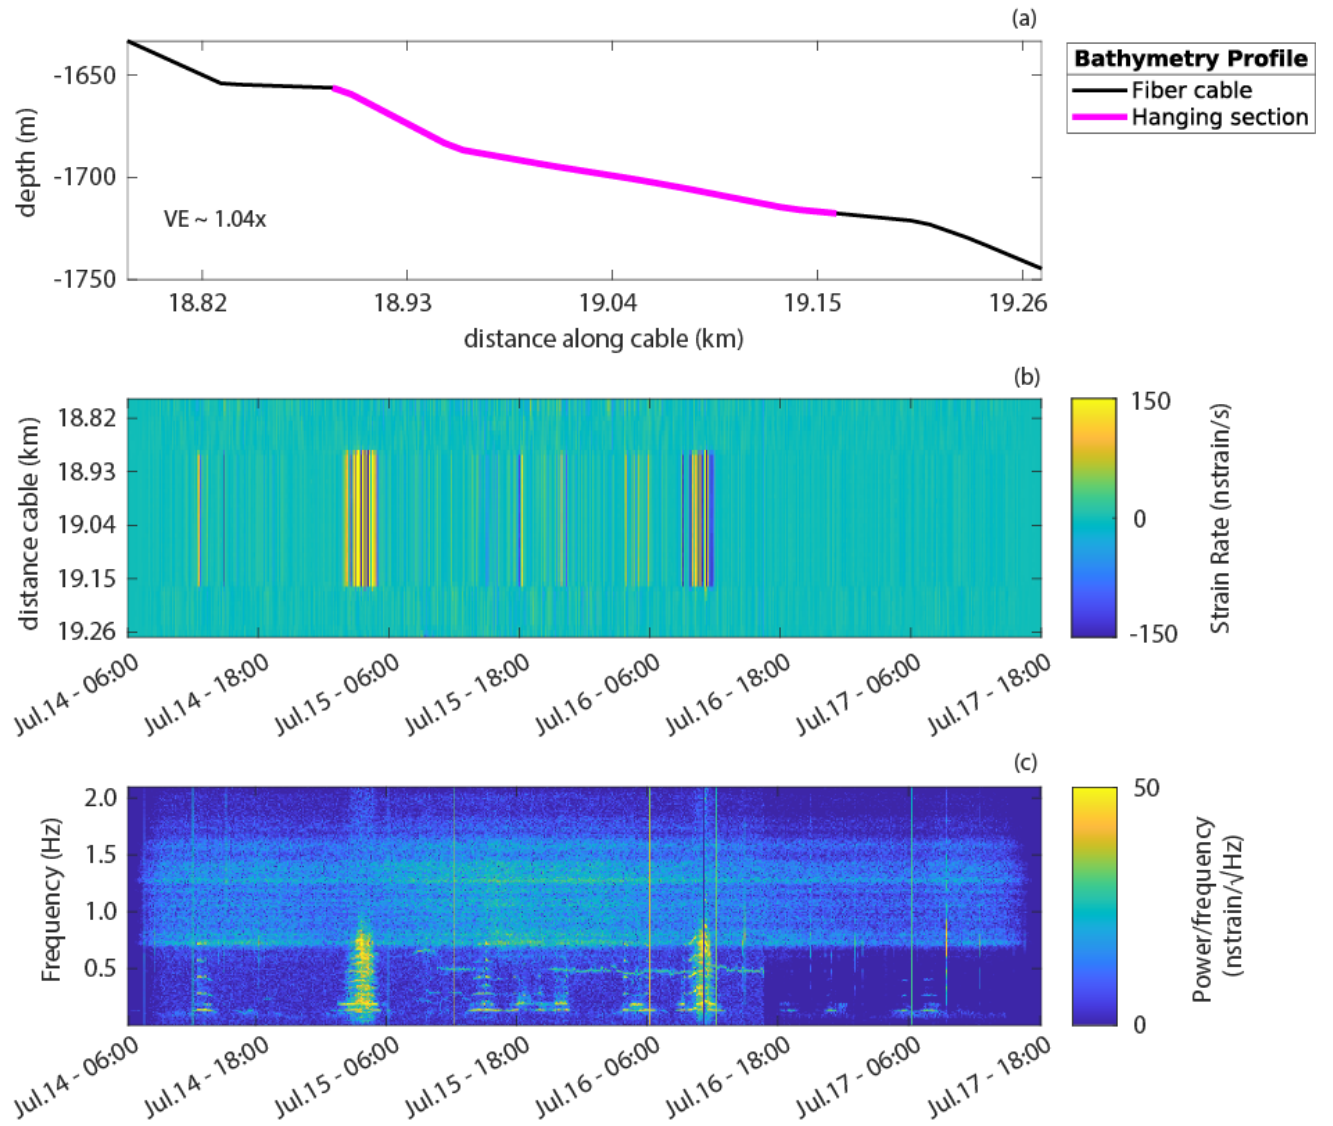 (a)
-1650
-1700
-1750
depth (m)
VE ~ 1.04x
18.82
18.93
19.04
19.15
19.26
distance along cable (km)
Bathymetry Profile
Fiber cable
Hanging section
(b)
18.82
18.93
19.04
19.15
19.26
distance cable (km)
Jul.14 - 06:00
Jul.14 - 18:00
Jul.15 - 06:00
Jul.15 - 18:00
Jul.16 - 06:00
Jul.16 - 18:00
Jul.17 - 06:00
Jul.17 - 18:00
150
0
-150
Strain Rate (nstrain/s)
(c)
2.0
1.5
1.0
0.5
Frequency (Hz)
Jul.14 - 06:00
Jul.14 - 18:00
Jul.15 - 06:00
Jul.15 - 18:00
Jul.16 - 06:00
Jul.16 - 18:00
Jul.17 - 06:00
Jul.17 - 18:00
50
0
Power/frequency
(nstrain/√Hz)